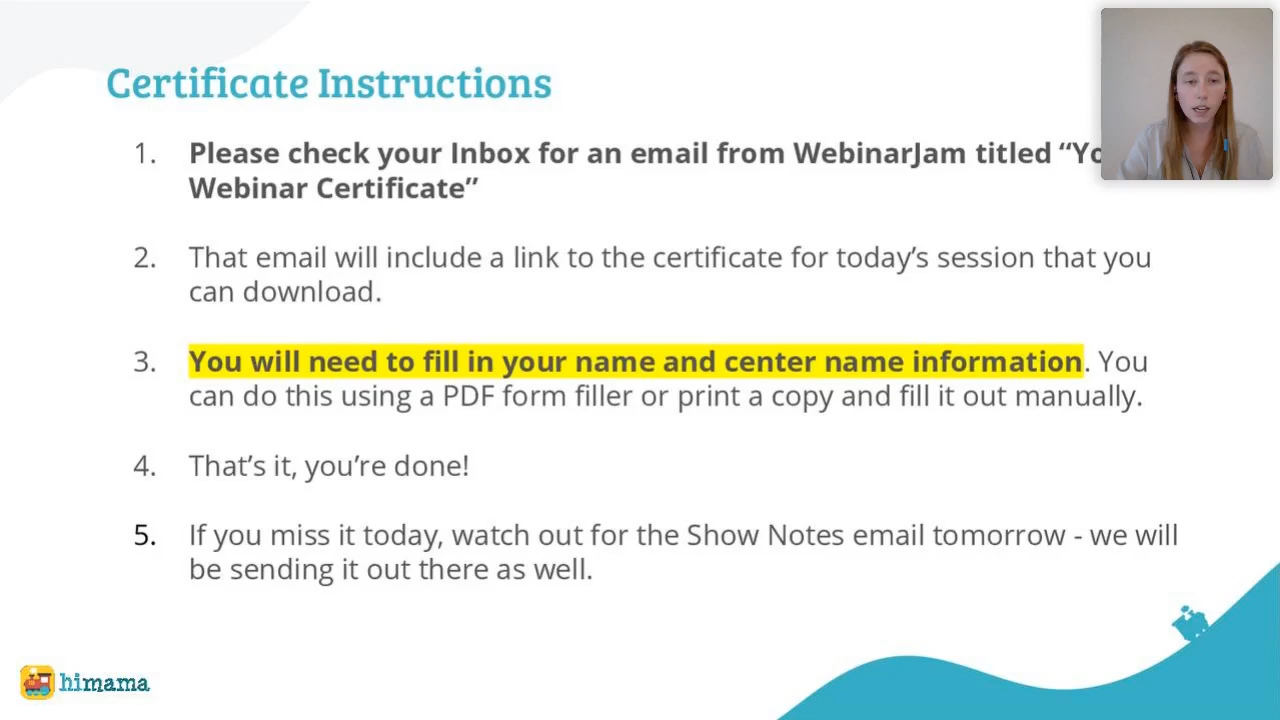 Certificate Instructions
1. Please check your Inbox for an email from WebinarJam titled
Webinar Certificate”
2. That email will include a link to the certificate for today’s session that you
can download.
3. You will need to fill in your name and center name information. You
can do this using a PDF form filler or print a copy and fill it out manually.
4. That’s it, you’re done!
5. If you miss it today, watch out for the Show Notes email tomorrow - we will
be sending it out there as well.
himama